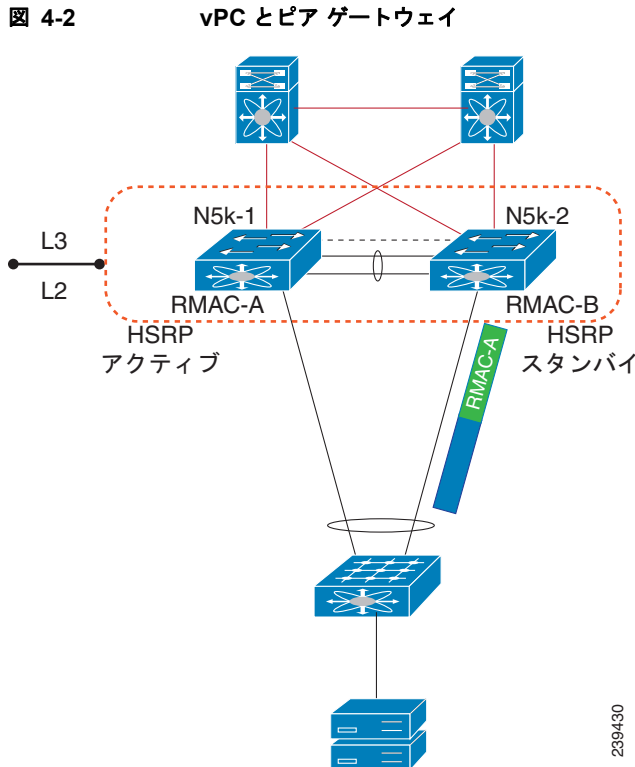 図 4-2 vPC とピア ゲートウェイ
N5k-1
N5k-2
L3
L2
RMAC-A
RMAC-B
HSRP
アクティブ
HSRP
スタンバイ
RMAC-A
239430